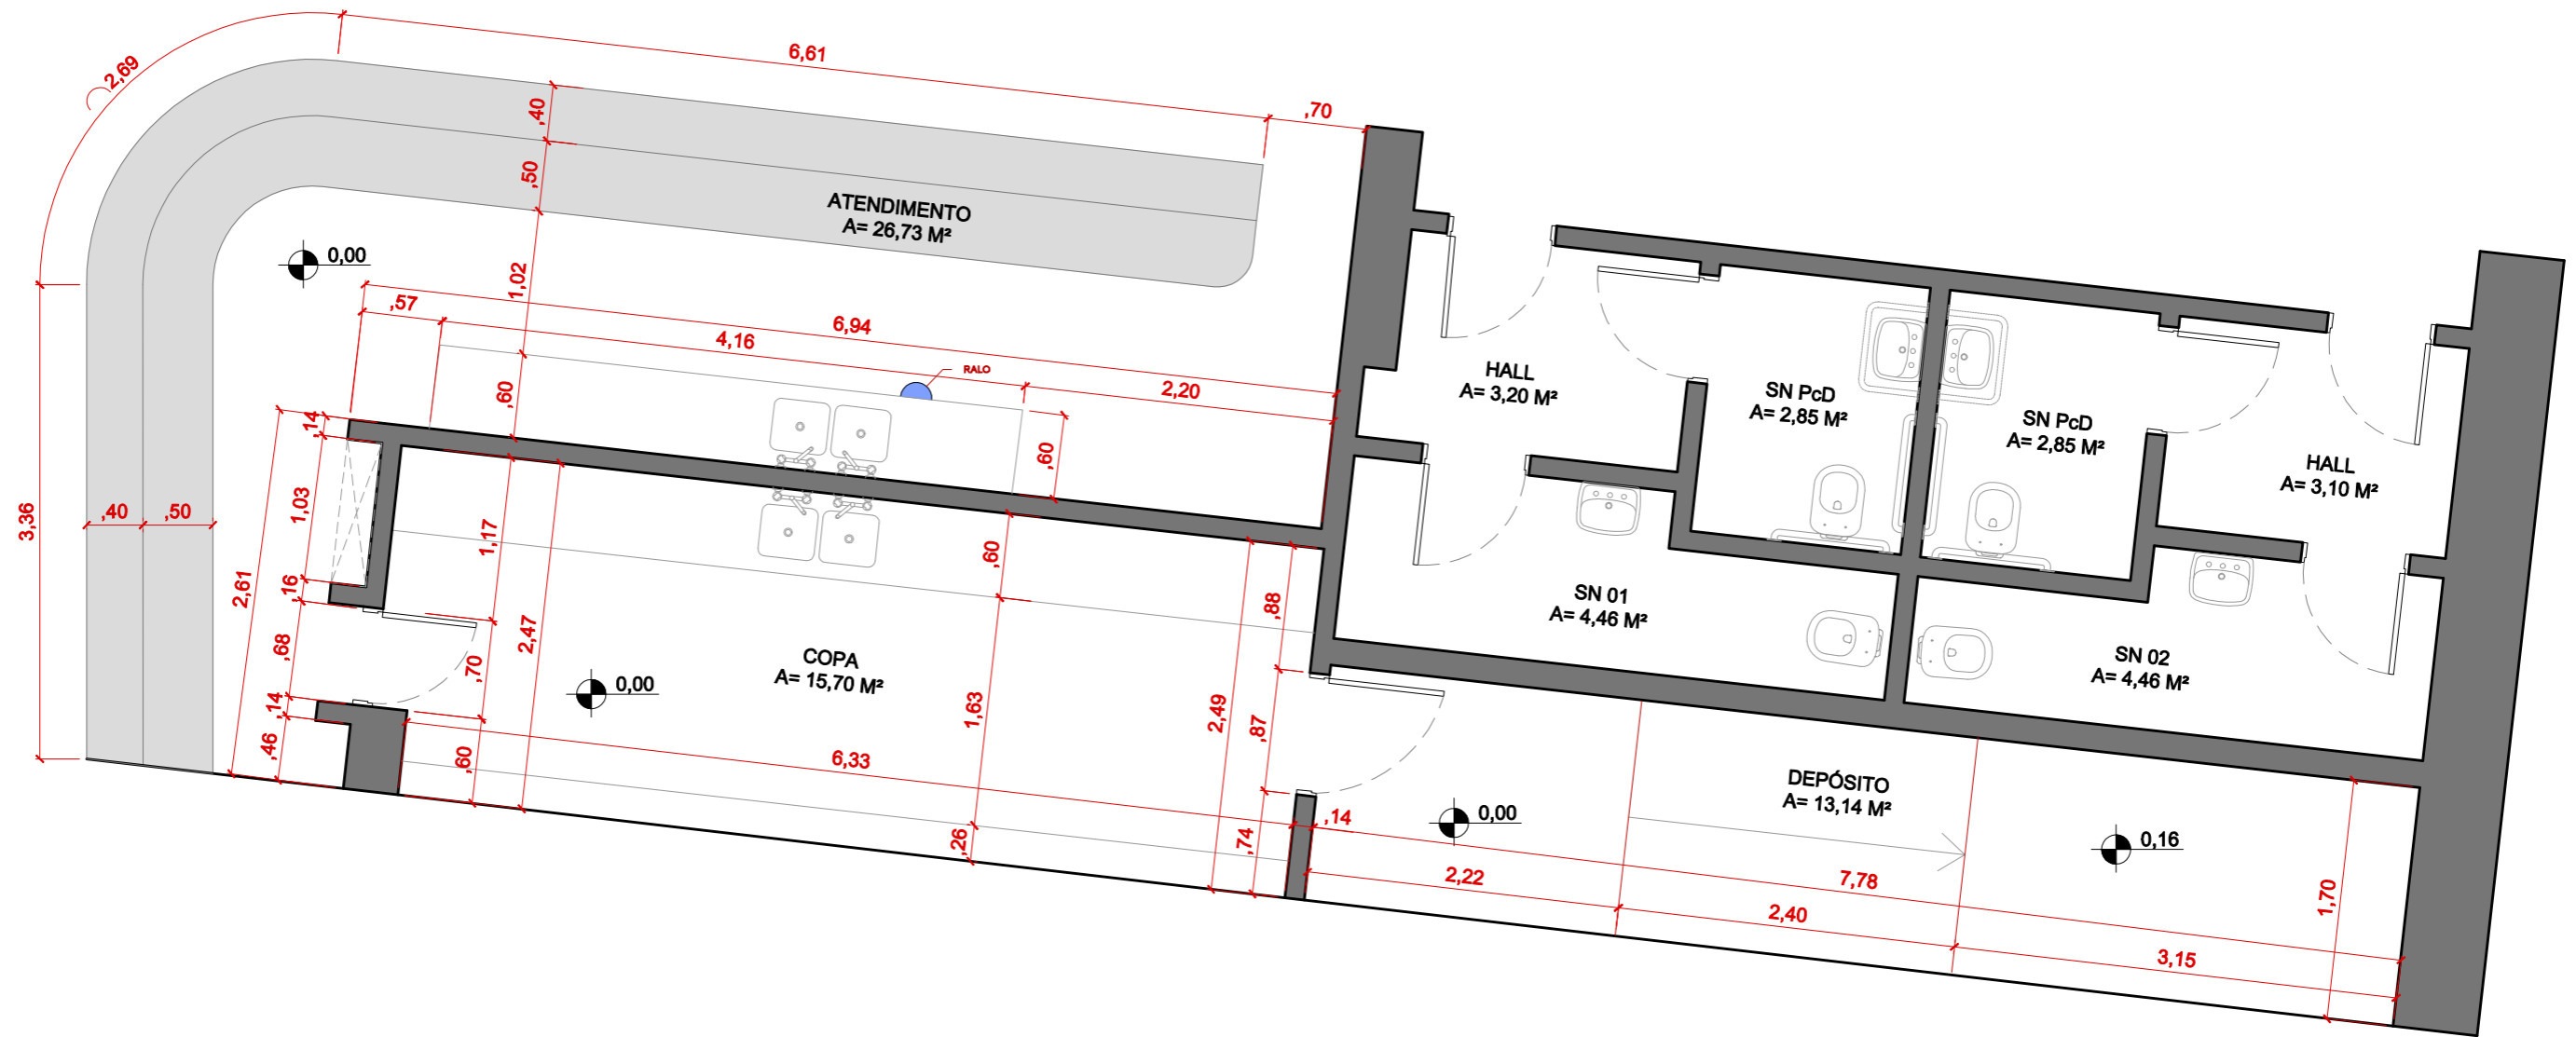 2,69
6,61
,70
,40
,50
ATENDIMENTO
A= 26,73 M²
0,00
1,02
,57
6,94
4,16
RALO
2,20
,60
,60
HALL
A= 3,20 M²
SN PcD
A= 2,85 M²
SN PcD
A= 2,85 M²
HALL
A= 3,10 M²
,14
1,03
,16
2,61
,68
,14
,46
3,36
,40
,50
1,17
2,47
,70
,60
,60
1,63
,26
2,49
,88
,87
,74
COPA
A= 15,70 M²
0,00
6,33
SN 01
A= 4,46 M²
SN 02
A= 4,46 M²
DEPÓSITO
A= 13,14 M²
0,00
0,16
,14
2,22
7,78
2,40
3,15
1,70